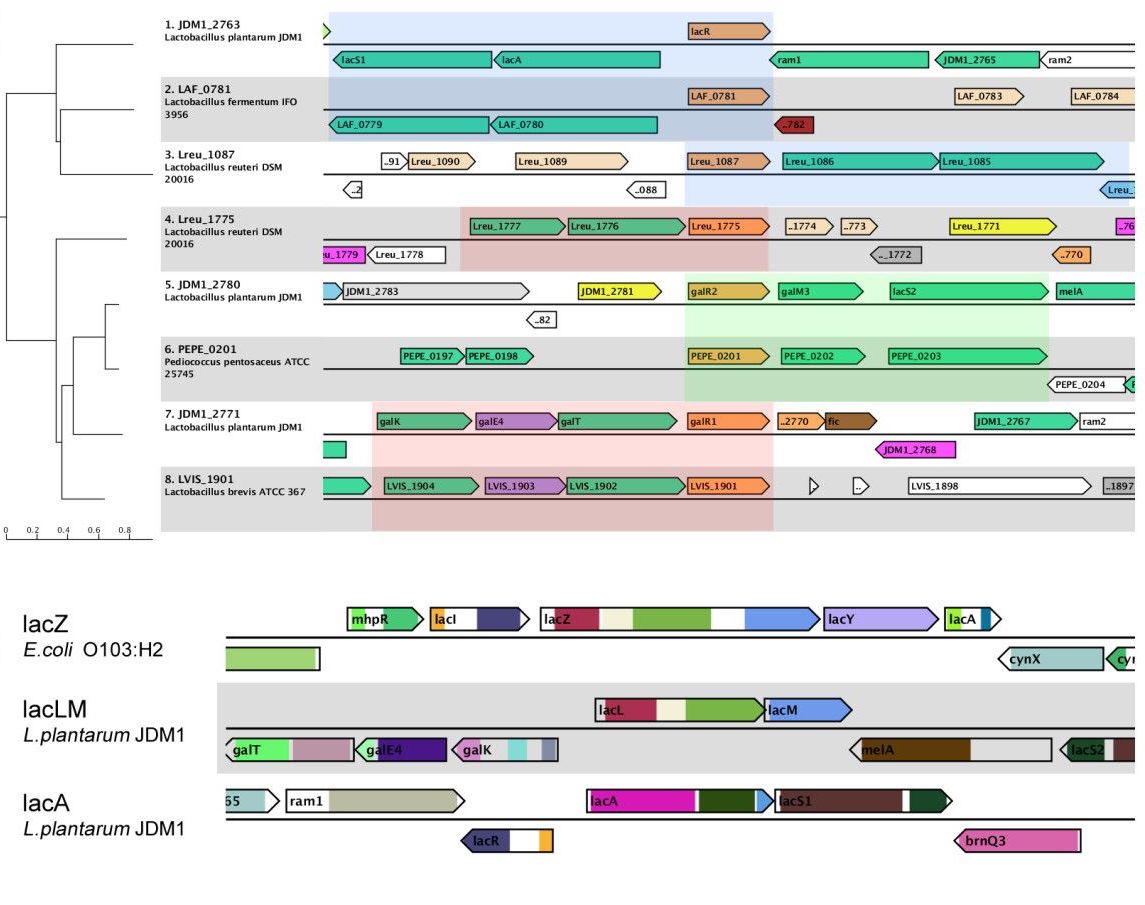 1. JDM1_2763
Lactobacillus plantarum JDM1
lacR
lacS1 lacA ram1 JDM1_2765 ram2
2. LAF_0781
Lactobacillus fermentum IFO
3956
LAF_0781 LAF_0783 LAF_0784
LAF_0779 LAF_0780 ..782
3. Lreu_1087
Lactobacillus reuteri DSM
20016
..91 Lreu_1090 Lreu_1089 Lreu_1087 Lreu_1086 Lreu_1085
..2 ..088 Lreu_
4. Lreu_1775
Lactobacillus reuteri DSM
20016
Lreu_1777 Lreu_1776 Lreu_1775 ..1774 ..773 Lreu_1771 ..76
eu_1779 Lreu_1778 .._1772 ..770
5. JDM1_2780
Lactobacillus plantarum JDM1
JDM1_2783 JDM1_2781 galR2 galM3 lacS2 melA
..82
6. PEPE_0201
Pediococcus pentosaceus ATCC
25745
PEPE_0197 PEPE_0198 PEPE_0201 PEPE_0202 PEPE_0203
PEPE_0204
7. JDM1_2771
Lactobacillus plantarum JDM1
galK galE4 galT galR1 ..2770 fic JDM1_2767 ram2
JDM1_2768
8. LVIS_1901
Lactobacillus brevis ATCC 367
LVIS_1904 LVIS_1903 LVIS_1902 LVIS_1901 .. LVIS_1898 ..1897
0 0.2 0.4 0.6 0.8
lacZ
E.coli O103:H2
mhpR lacI lacZ lacY lacA
cynX cyn
lacLM
L.plantarum JDM1
lacL lacM
galT galE4 galK melA lacS2
lacA
L.plantarum JDM1
65 ram1 lacA lacS1
lacR brnQ3